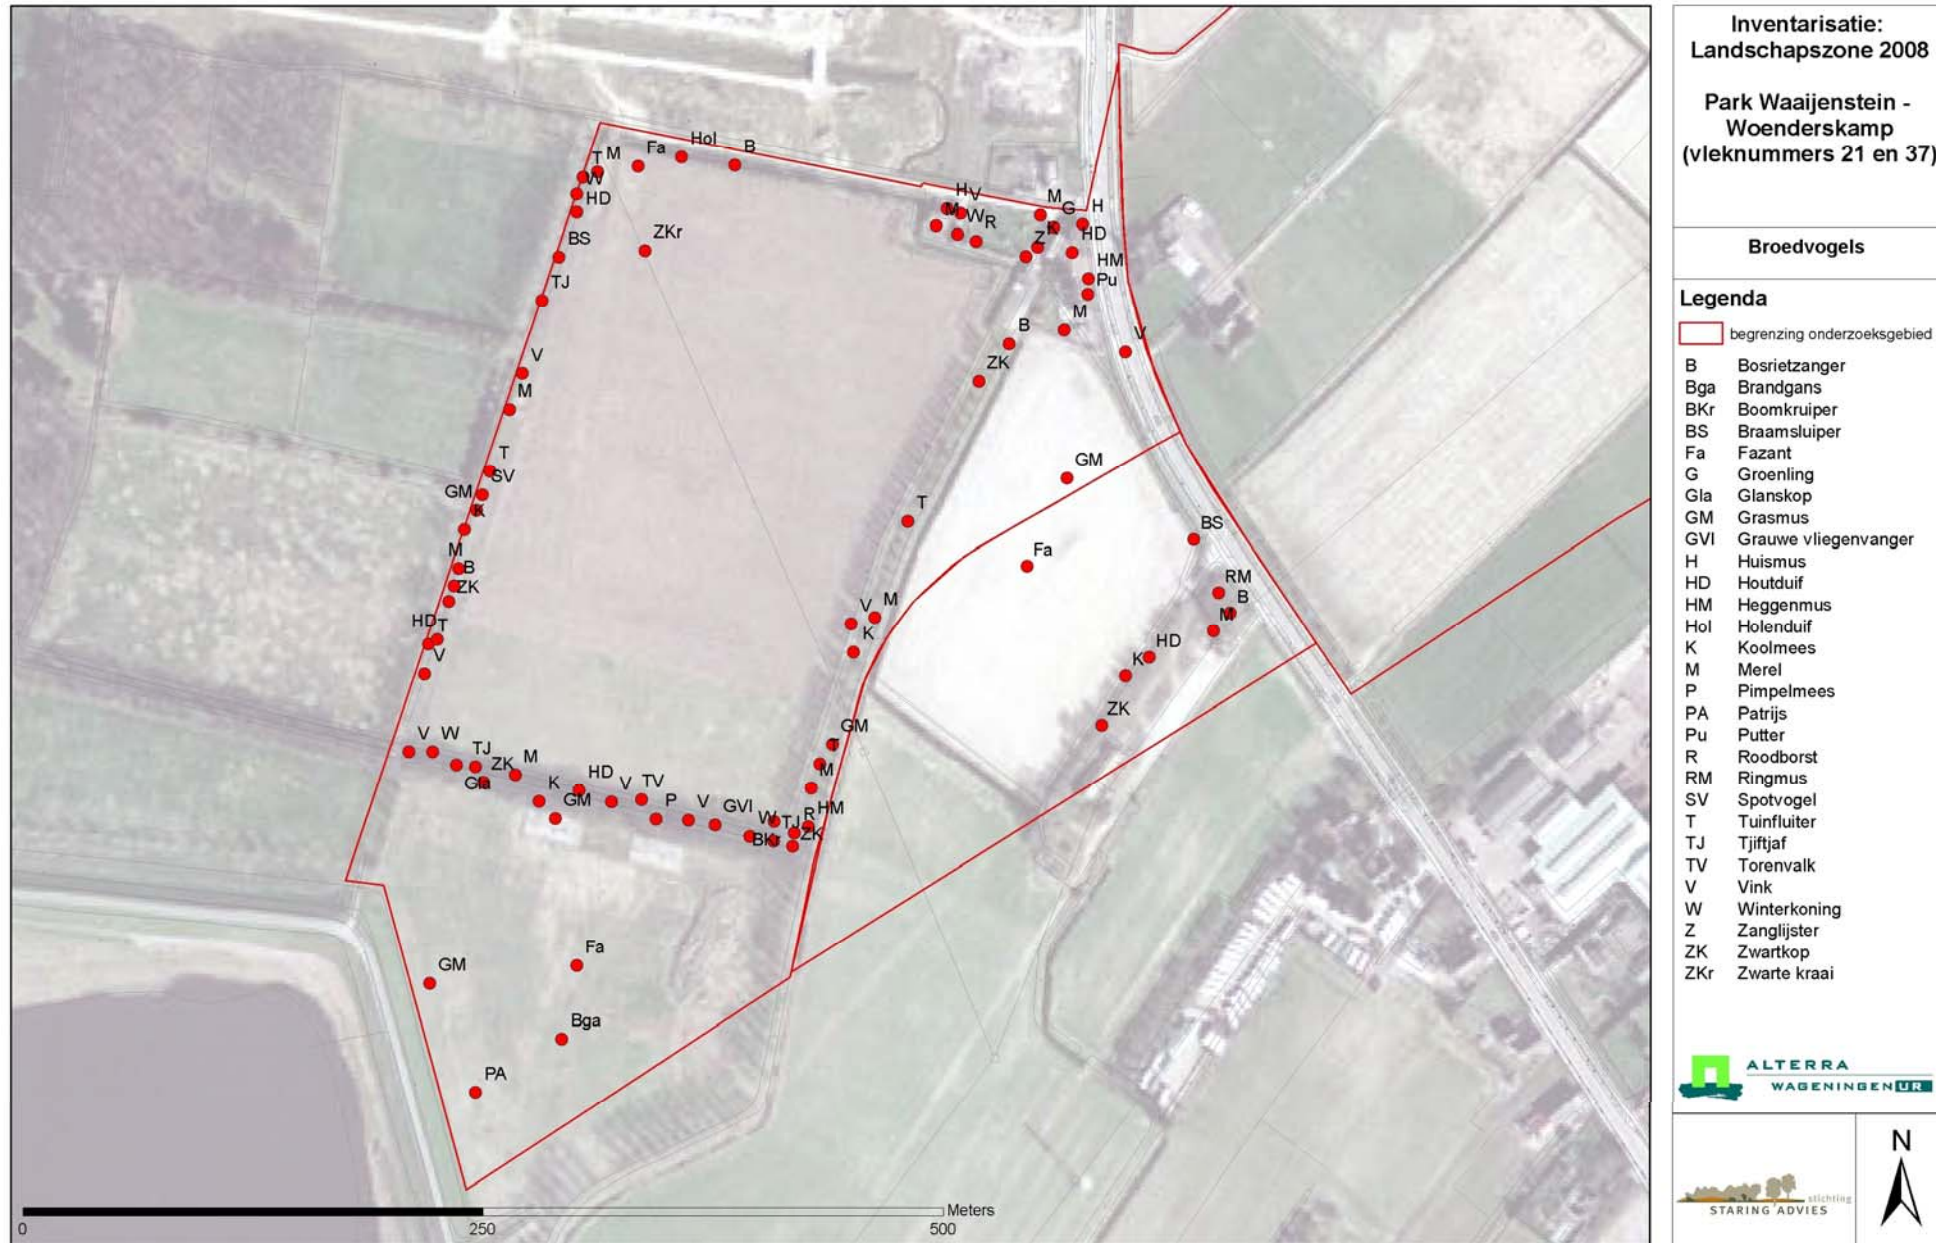 Inventarisatie:
Landschapszone 2008
Park Waaijenstein -
Woenderskamp
(vleknummers 21 en 37)
Broedvogels
Legenda
begrenzing onderzoeksgebied
B Bosrietzanger
Bga Brandgans
BKr Boomkruiper
BS Braamsluiper
Fa Fazant
G Groenling
Gla Glanskop
GM Grasmus
GVl Grauwe vliegenvanger
H Huismus
HD Houtduif
HM Heggenmus
Hol Holenduif
K Koolmees
M Merel
P Pimpelmees
PA Patrijs
Pu Putter
R Roodborst
RM Ringmus
SV Spotvogel
T Tuinfluiter
TJ Tjiftjaf
TV Torenvalk
V Vink
W Winterkoning
Z Zanglijster
ZK Zwartkop
ZKr Zwarte kraai
ALTERRA
WAGENINGEN UR
stichting
STARING ADVIES
N
Hol
B
M
Fa
T
W
HD
ZKr
BS
TJ
V
M
T
SV
GM
K
M
B
ZK
HD
T
V
H
V
M
W
R
M
G
H
K
Z
HD
HM
Pu
M
B
V
ZK
GM
T
Fa
BS
RM
B
M
HD
K
ZK
V
M
K
GM
T
M
HM
V
W
TJ
ZK
M
Gla
K
HD
GM
V
TV
P
V
GVl
W
TJ
R
BKr
ZK
GM
Fa
Bga
PA
0
250
500
Meters